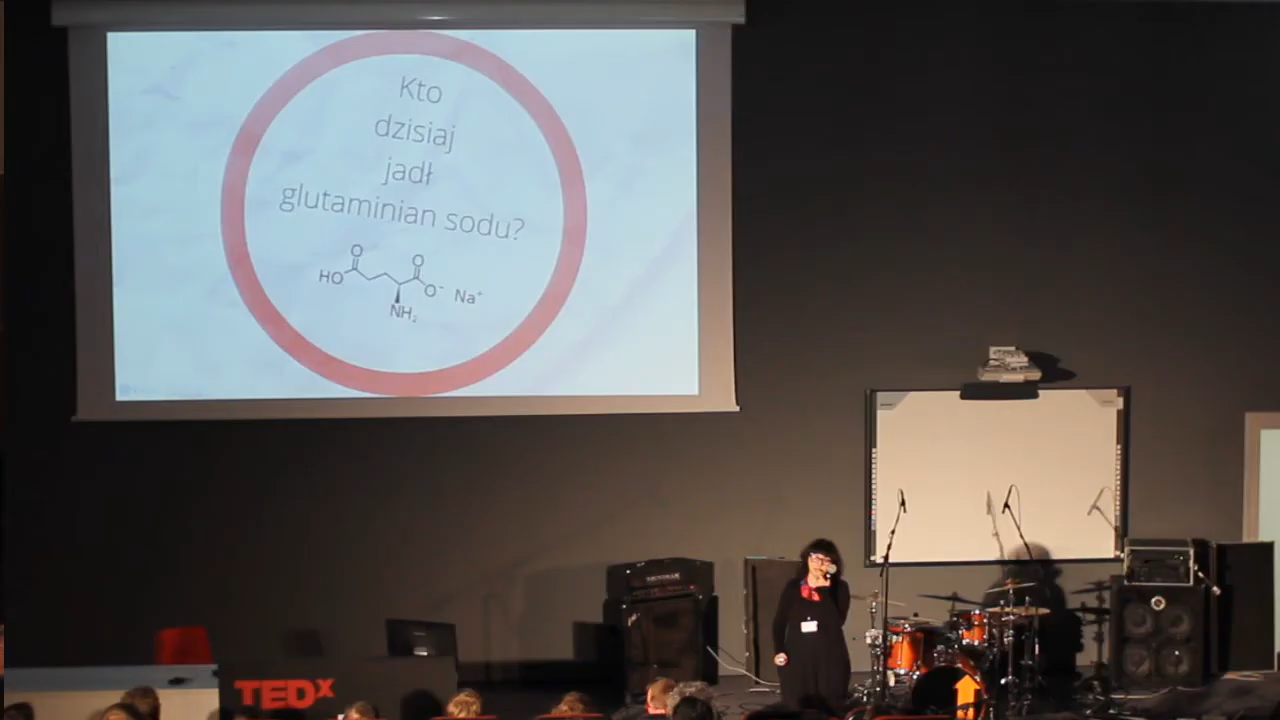 Kto
dzisiaj
jadł
glutaminian sodu?
O
O
HO
O⁻ Na⁺
NH₂
TEDx